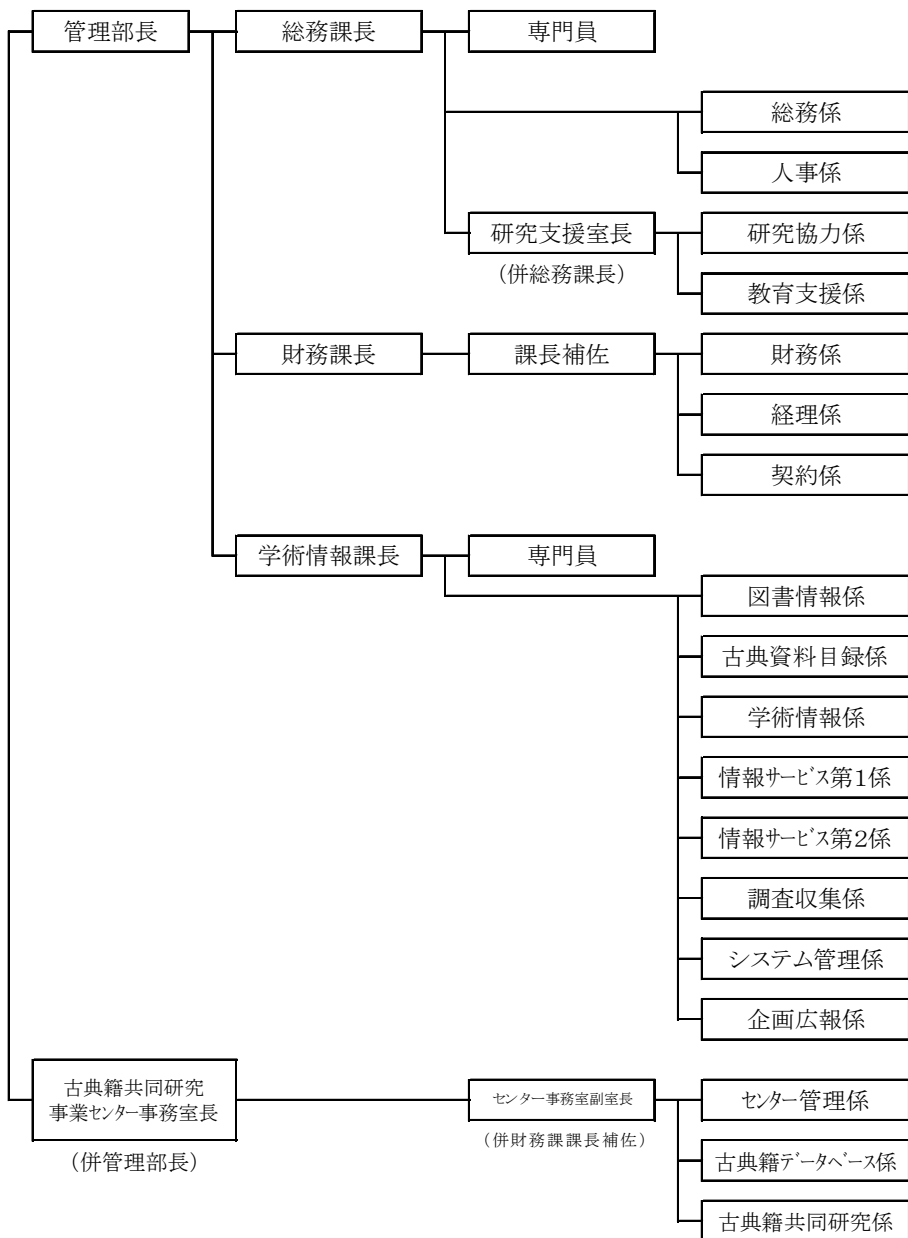 管理部長
総務課長
専門員
総務係
人事係
研究支援室長
(併総務課長)
研究協力係
教育支援係
財務課長
課長補佐
財務係
経理係
契約係
学術情報課長
専門員
図書情報係
古典資料目録係
学術情報係
情報サービス第1係
情報サービス第2係
調査収集係
システム管理係
企画広報係
古典籍共同研究
事業センター事務室長
(併管理部長)
センター事務室副室長
(併財務課課長補佐)
センター管理係
古典籍データベース係
古典籍共同研究係